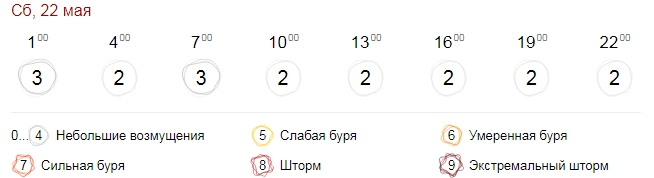 Сб, 22 мая
1⁰⁰ 4⁰⁰ 7⁰⁰ 10⁰⁰ 13⁰⁰ 16⁰⁰ 19⁰⁰ 22⁰⁰
3 2 3 2 2 2 2 2
0...4 Небольшие возмущения 5 Слабая буря 6 Умеренная буря
7 Сильная буря 8 Шторм 9 Экстремальный шторм